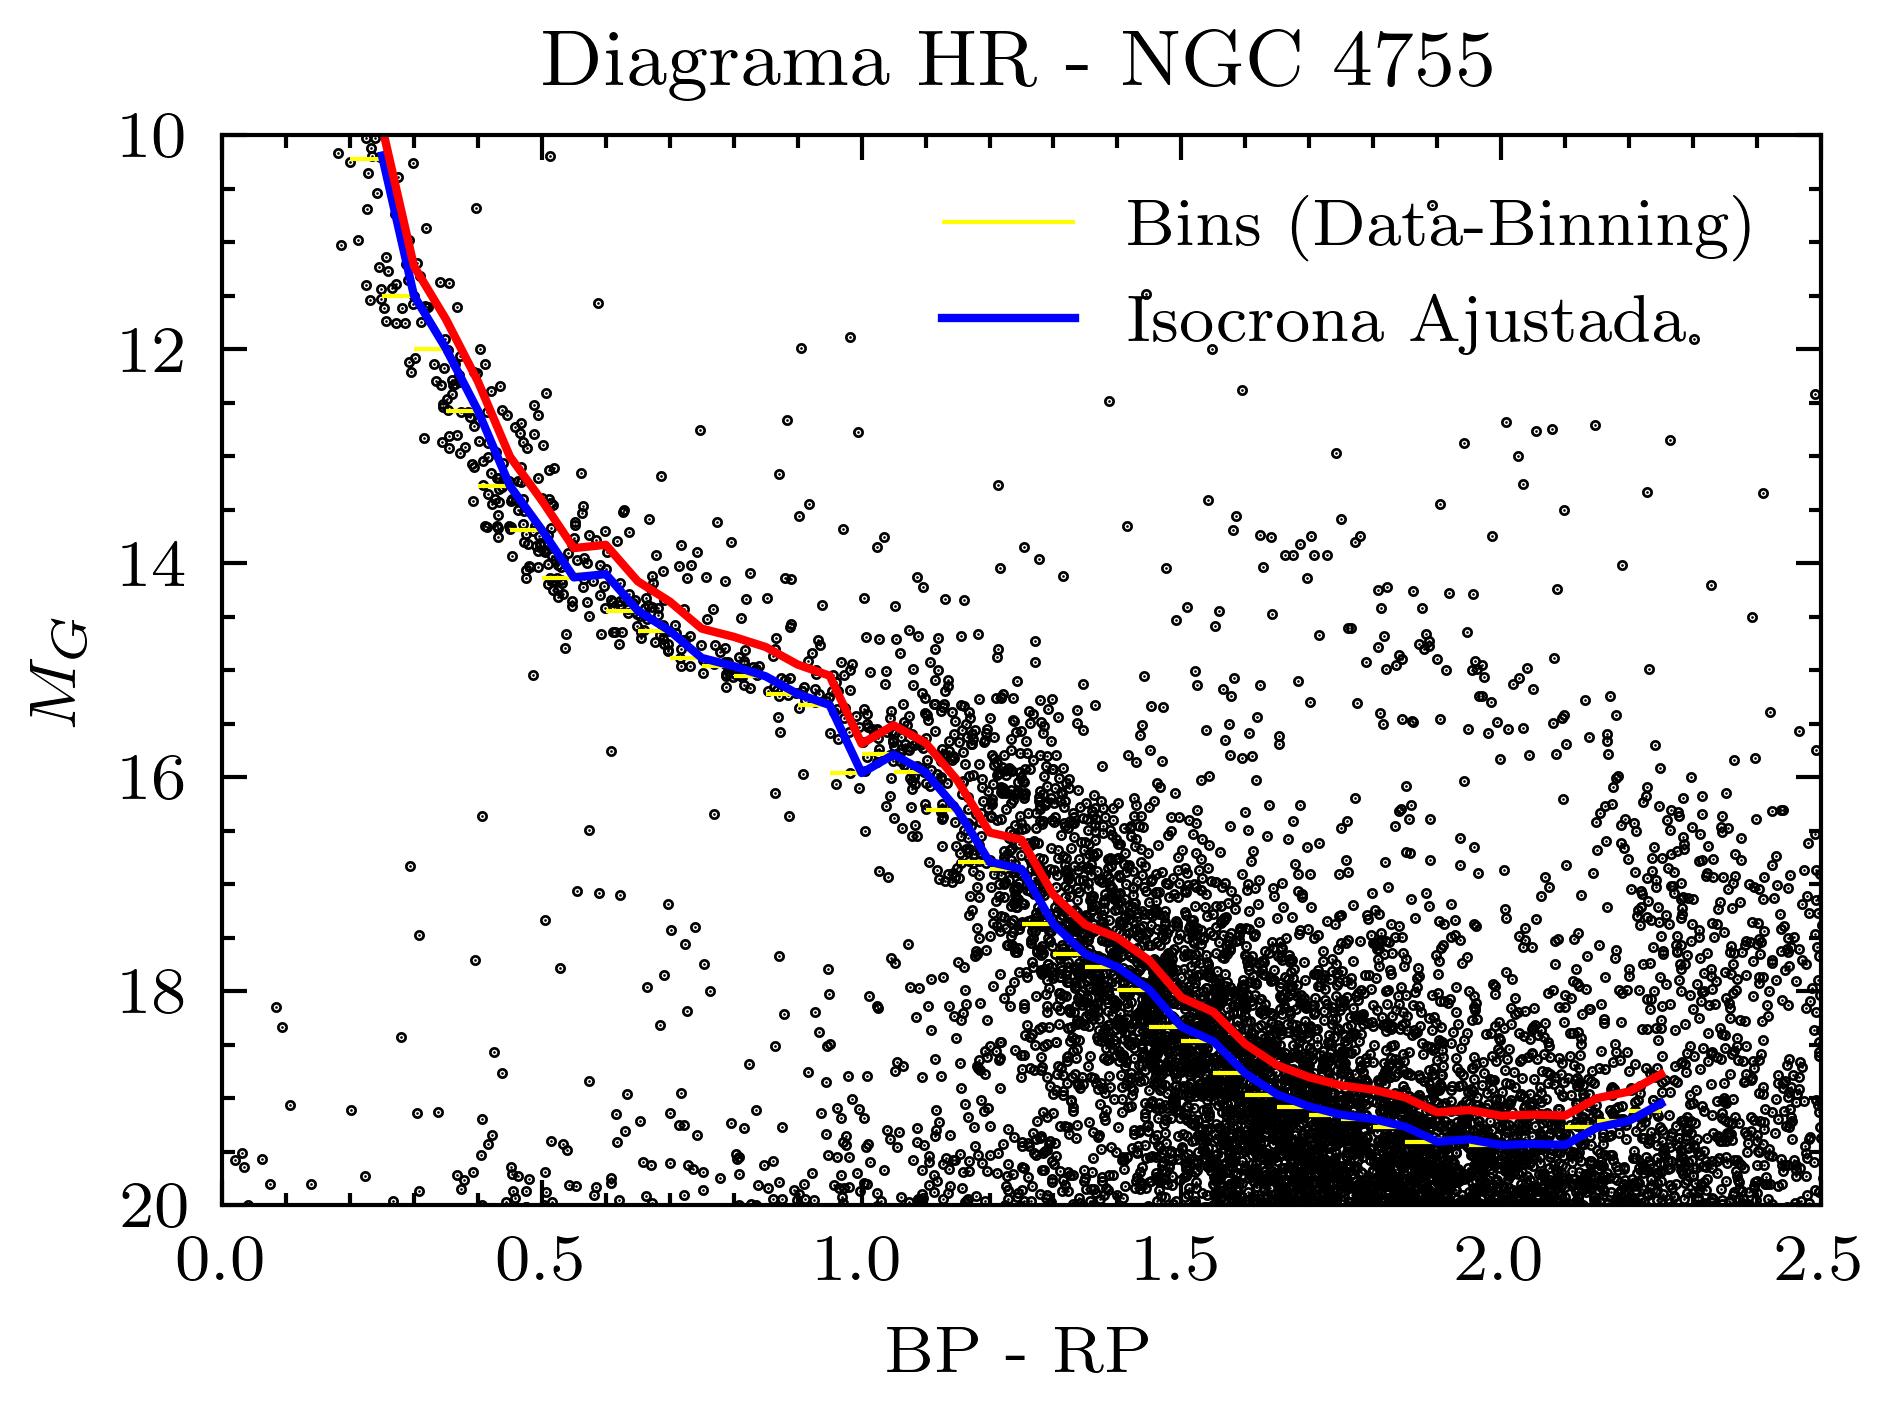 Diagrama HR - NGC 4755
Bins (Data-Binning)
Isocrona Ajustada
M_G
10
12
14
16
18
20
0.0 0.5 1.0 1.5 2.0 2.5
BP - RP